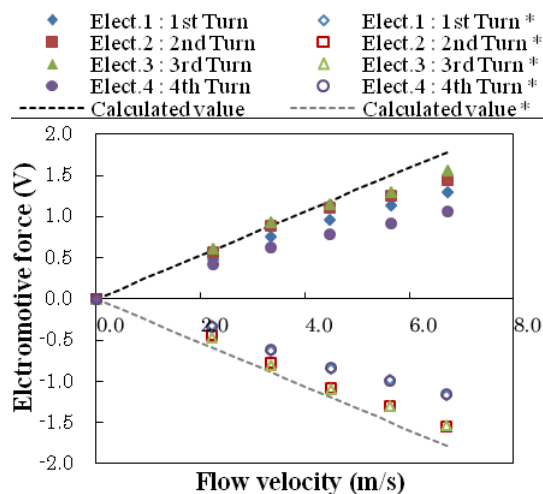 Elect.1 : 1st Turn
Elect.1 : 1st Turn *
Elect.2 : 2nd Turn
Elect.2 : 2nd Turn *
Elect.3 : 3rd Turn
Elect.3 : 3rd Turn *
Elect.4 : 4th Turn
Elect.4 : 4th Turn *
Calculated value
Calculated value *
2.0
1.5
1.0
0.5
0.0
-0.5
-1.0
-1.5
-2.0
0.0 2.0 4.0 6.0 8.0
Elctromotive force (V)
Flow velocity (m/s)